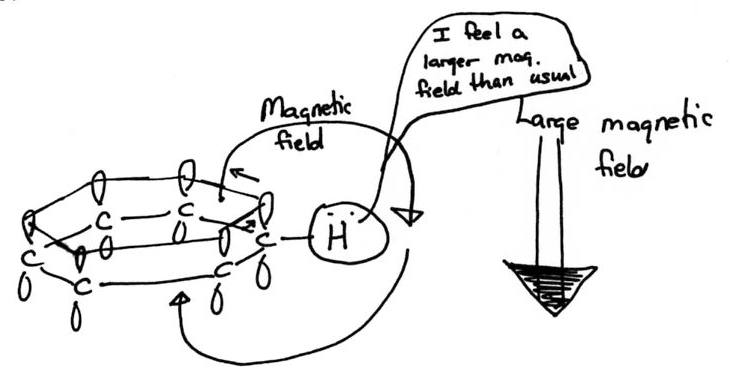 I feel a
larger mag.
field than usual
Magnetic
field
Large magnetic
field
C
C
C
H
C
C
C